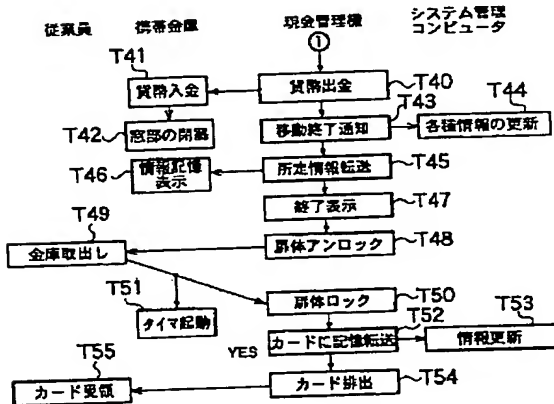 従業員 携帯金庫 現金管理機 システム管理
コンピュータ
①
T41 T40
貨幣入金 貨幣出金
T43 T44
T42 窓部の閉塞 移動終了通知 各種情報の更新
T46 情報記憶
表示 所定情報転送 T45
終了表示 T47
T49
金庫取出し 扉体アンロック T48
T51 扉体ロック T50
タイマ起動 T52 T53
YES カードに記憶転送 情報更新
T55
カード受領 カード排出 T54